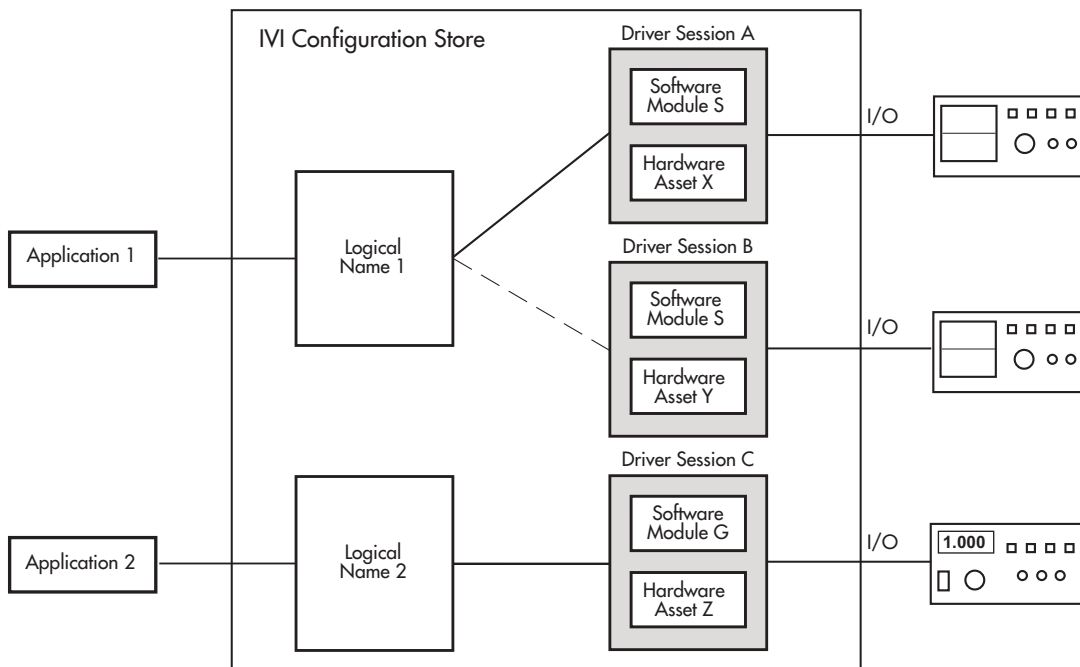 IVI Configuration Store
Driver Session A
Software
Module S
Hardware
Asset X
I/O
Application 1
Logical
Name 1
Driver Session B
Software
Module S
Hardware
Asset Y
I/O
Driver Session C
Software
Module G
Hardware
Asset Z
I/O
1.000
Application 2
Logical
Name 2